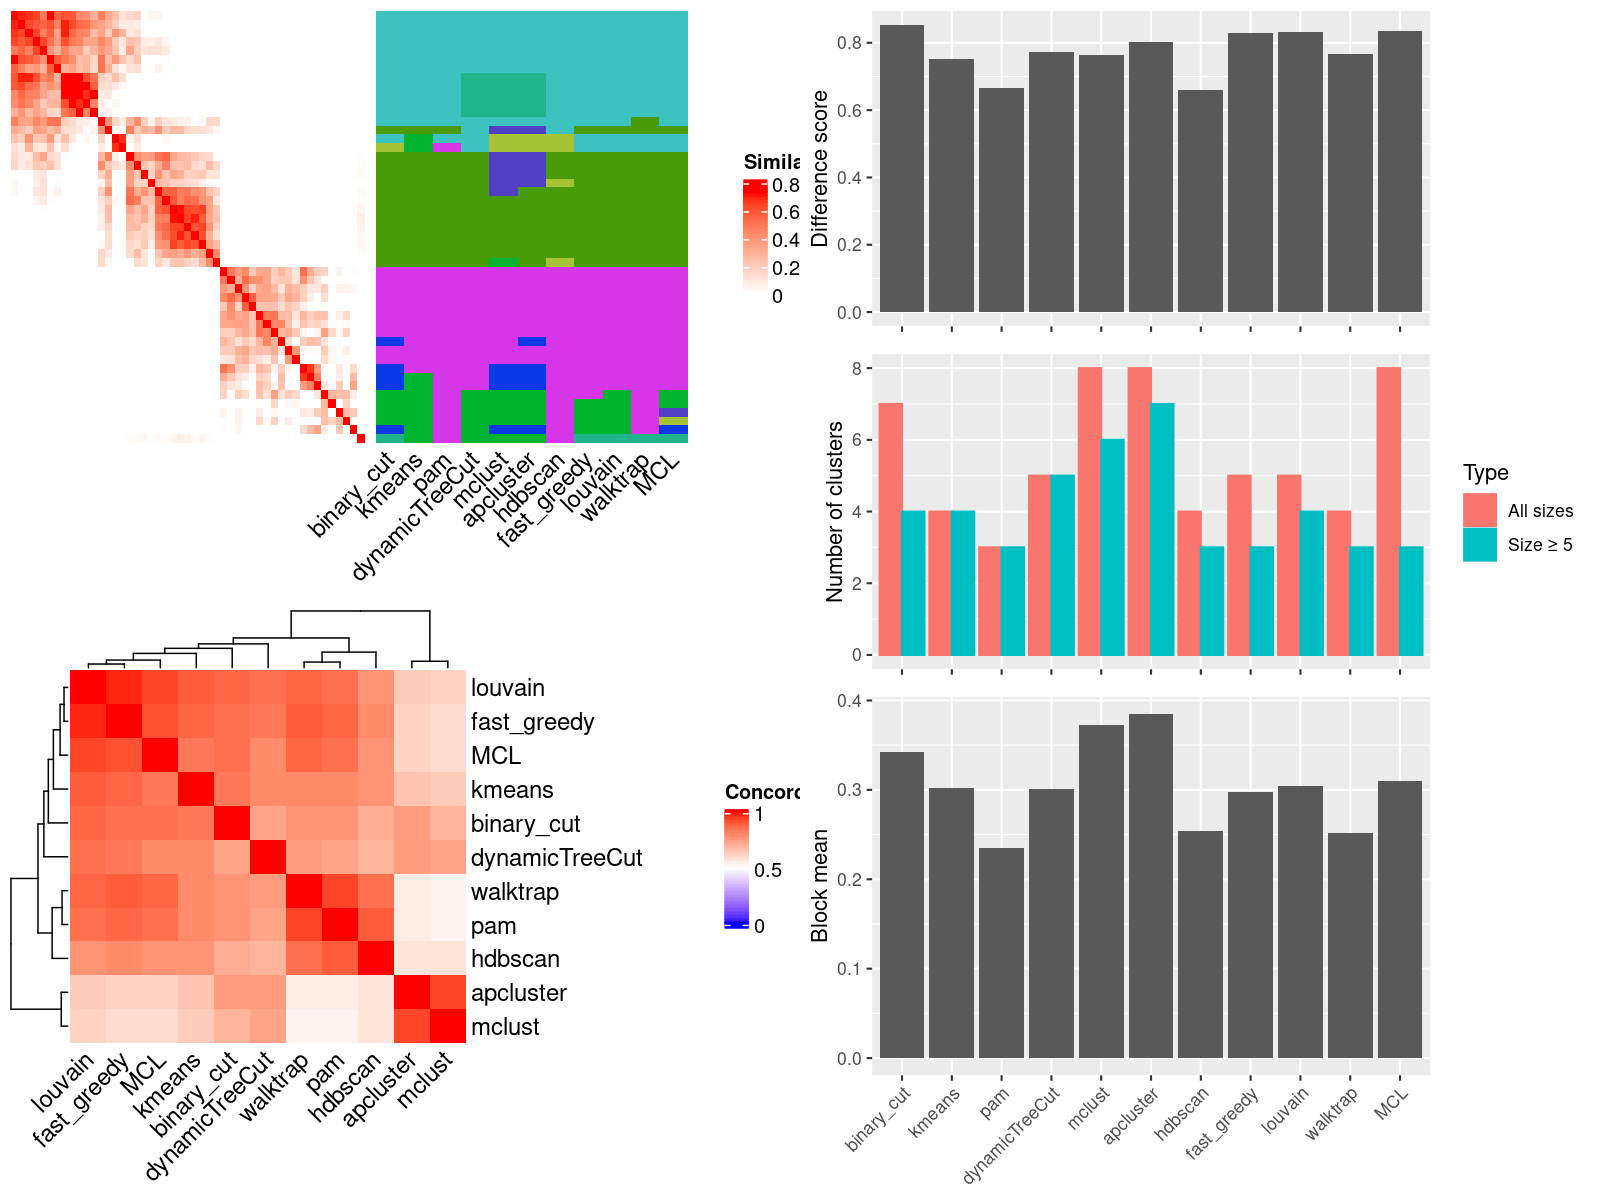 Simila
0.8
0.6
0.4
0.2
0
binary_cut
kmeans
pam
dynamicTreeCut
mclust
apcluster
hdbscan
fast_greedy
louvain
walktrap
MCL
Difference score
0.8
0.6
0.4
0.2
0.0
Number of clusters
8
6
4
2
0
Type
All sizes
Size ≥ 5
louvain
fast_greedy
MCL
kmeans
binary_cut
dynamicTreeCut
walktrap
pam
hdbscan
apcluster
mclust
louvain
fast_greedy
MCL
kmeans
binary_cut
dynamicTreeCut
walktrap
pam
hdbscan
apcluster
mclust
Concord
1
0.5
0
Block mean
0.4
0.3
0.2
0.1
0.0
binary_cut
kmeans
pam
dynamicTreeCut
mclust
apcluster
hdbscan
fast_greedy
louvain
walktrap
MCL